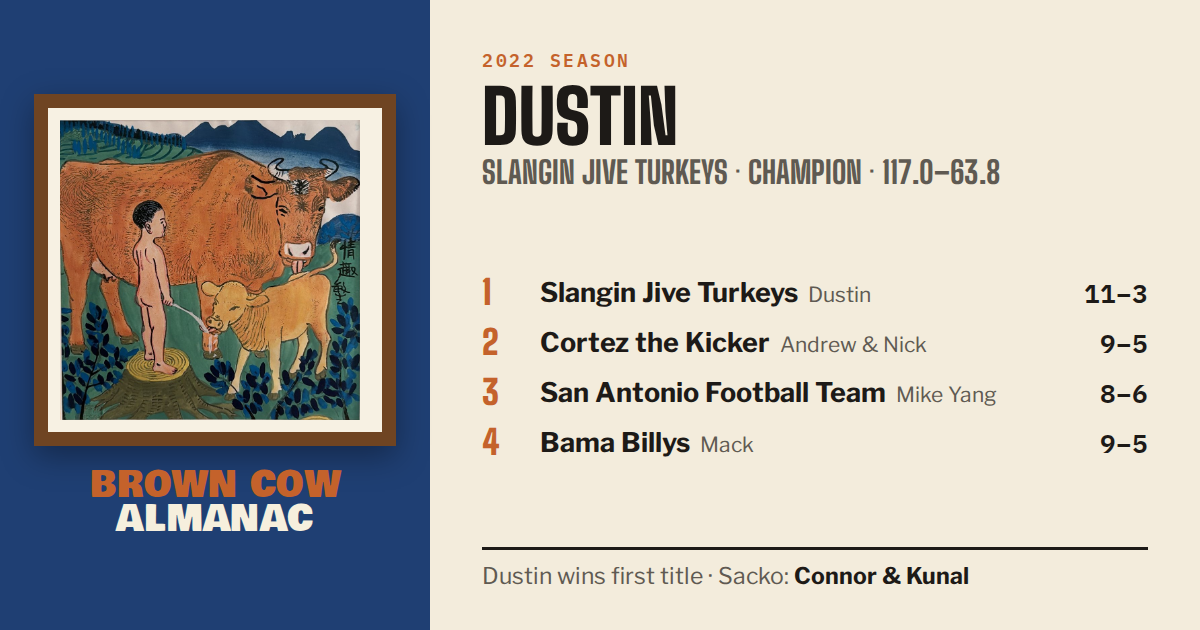 2022 SEASON
DUSTIN
SLANGIN JIVE TURKEYS · CHAMPION · 117.0–63.8
1 Slangin Jive Turkeys Dustin 11–3
2 Cortez the Kicker Andrew & Nick 9–5
3 San Antonio Football Team Mike Yang 8–6
4 Bama Billys Mack 9–5
Dustin wins first title · Sacko: Connor & Kunal
情
趣
BROWN COW
ALMANAC